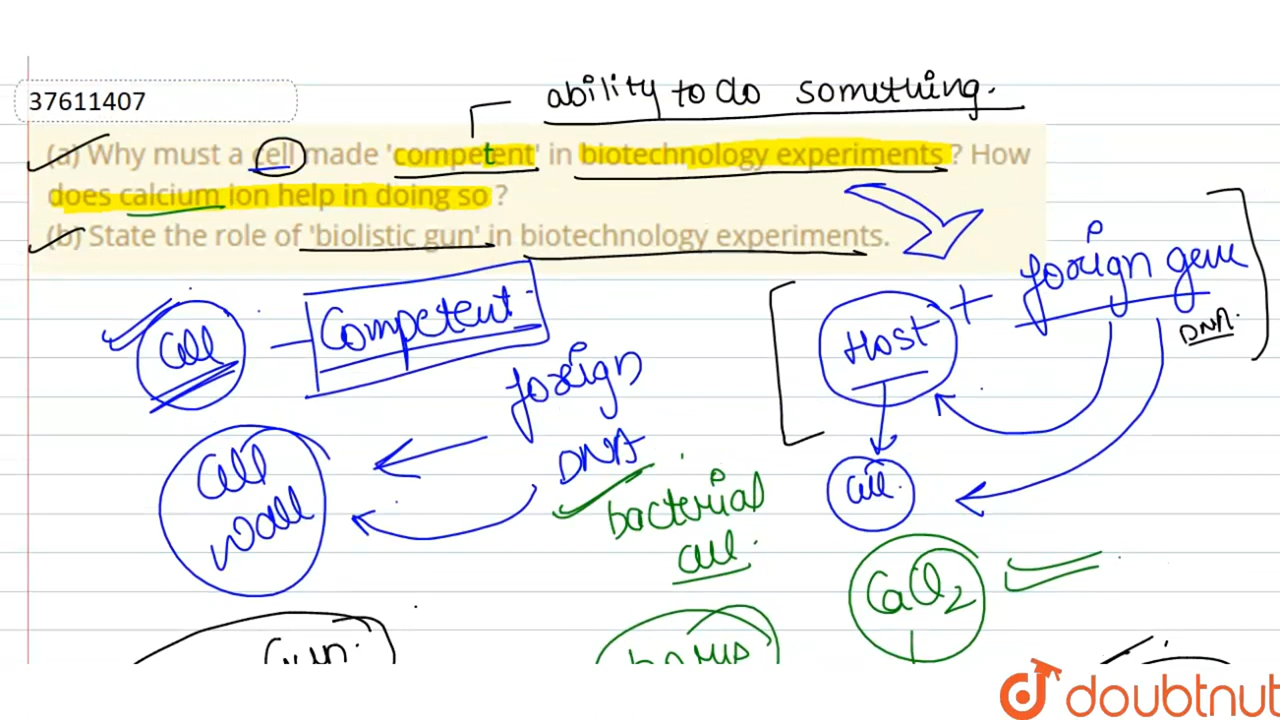 ability to do something.
37611407
(a) Why must a cell made 'competent' in biotechnology experiments ? How
does calcium ion help in doing so ?
(b) State the role of 'biolistic gun' in biotechnology experiments.
Cell
Competent
foreign
DNA
Cell
wall
bacterial
cell.
Host + foreign gene
DNA.
Cell.
CaCl2
Gun.
doubtnut